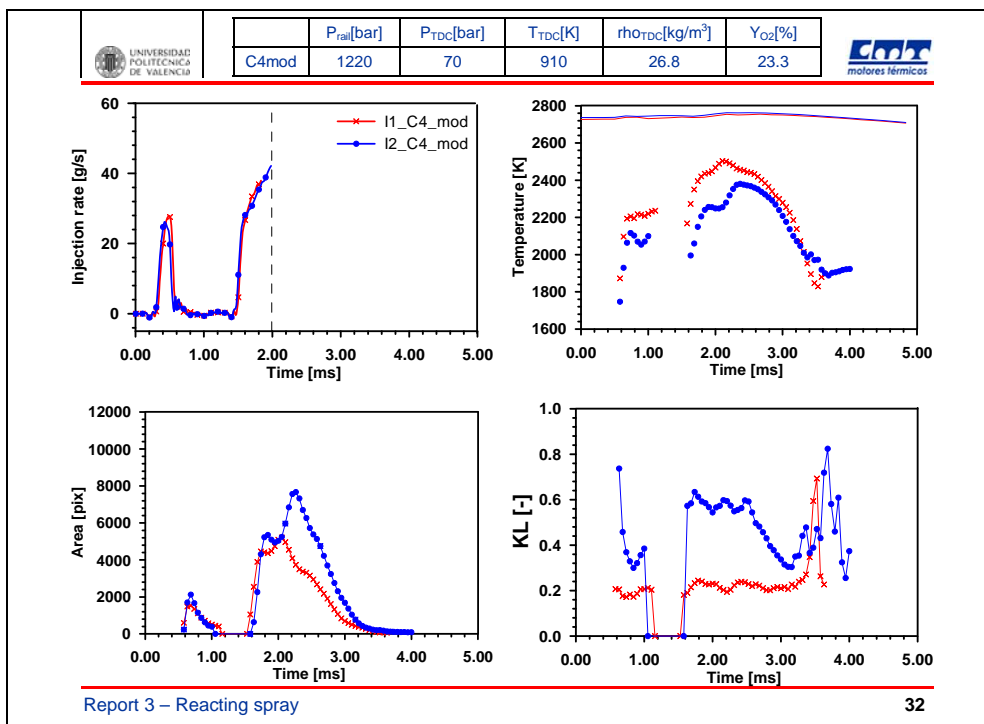 UNIVERSIDAD
POLITECNICA
DE VALENCIA
P_rail[bar] P_TDC[bar] T_TDC[K] rho_TDC[kg/m³] Y_O2[%]
C4mod 1220 70 910 26.8 23.3
CMT
motores térmicos
60
40
20
0
Injection rate [g/s]
I1_C4_mod
I2_C4_mod
0.00 1.00 2.00 3.00 4.00 5.00
Time [ms]
2800
2600
2400
2200
2000
1800
1600
Temperature [K]
0.00 1.00 2.00 3.00 4.00 5.00
Time [ms]
12000
10000
8000
6000
4000
2000
0
Area [pix]
0.00 1.00 2.00 3.00 4.00 5.00
Time [ms]
1.0
0.8
0.6
0.4
0.2
0.0
KL [-]
0.00 1.00 2.00 3.00 4.00 5.00
Time [ms]
Report 3 – Reacting spray 32